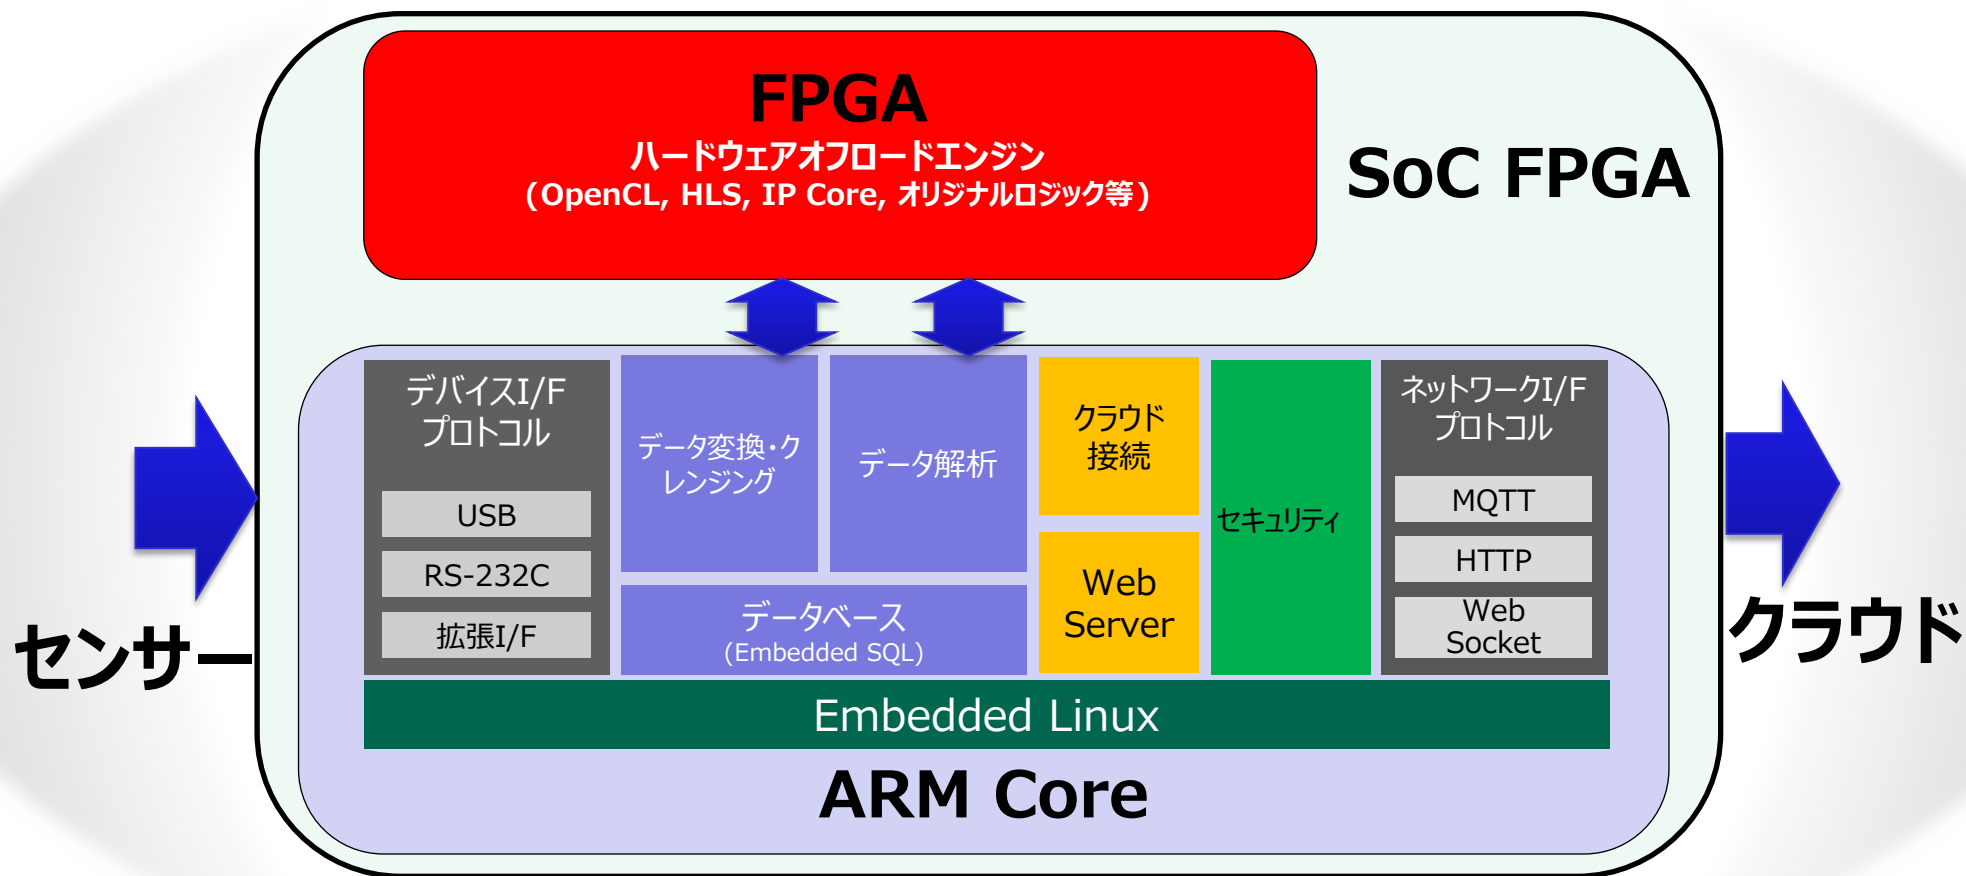 FPGA
ハードウェアオフロードエンジン
(OpenCL, HLS, IP Core, オリジナルロジック等)
SoC FPGA
デバイスI/F
プロトコル
USB
RS-232C
拡張I/F
データ変換・ク
レンジング
データ解析
データベース
(Embedded SQL)
クラウド
接続
Web
Server
セキュリティ
ネットワークI/F
プロトコル
MQTT
HTTP
Web
Socket
センサー
クラウド
Embedded Linux
ARM Core